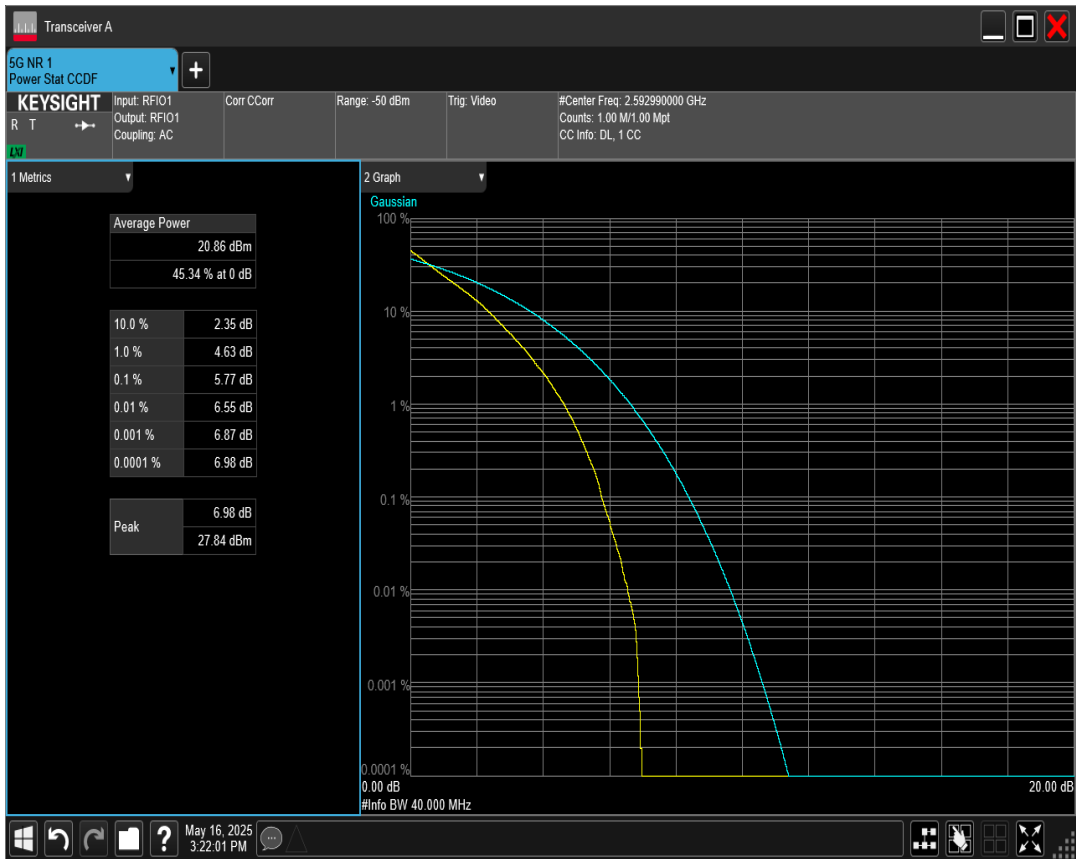 Transceiver A
5G NR 1
Power Stat CCDF
KEYSIGHT
R T
LXI
Input: RFIO1
Output: RFIO1
Coupling: AC
Corr CCorr
Range: -50 dBm
Trig: Video
#Center Freq: 2.592990000 GHz
Counts: 1.00 M/1.00 Mpt
CC Info: DL, 1 CC
1 Metrics
Average Power
20.86 dBm
45.34 % at 0 dB
10.0 % 2.35 dB
1.0 % 4.63 dB
0.1 % 5.77 dB
0.01 % 6.55 dB
0.001 % 6.87 dB
0.0001 % 6.98 dB
Peak 6.98 dB
27.84 dBm
2 Graph
Gaussian
100 %
10 %
1 %
0.1 %
0.01 %
0.001 %
0.0001 %
0.00 dB 20.00 dB
#Info BW 40.000 MHz
?
May 16, 2025
3:22:01 PM